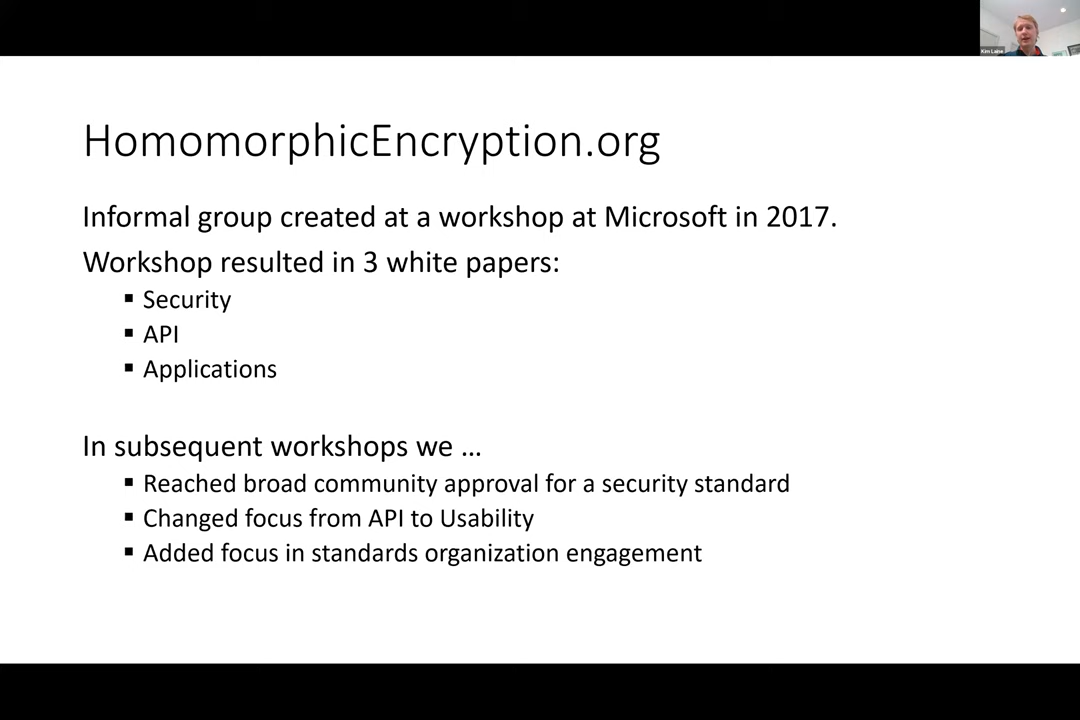 Kim Laine
HomomorphicEncryption.org
Informal group created at a workshop at Microsoft in 2017.
Workshop resulted in 3 white papers:
▪ Security
▪ API
▪ Applications
In subsequent workshops we …
▪ Reached broad community approval for a security standard
▪ Changed focus from API to Usability
▪ Added focus in standards organization engagement